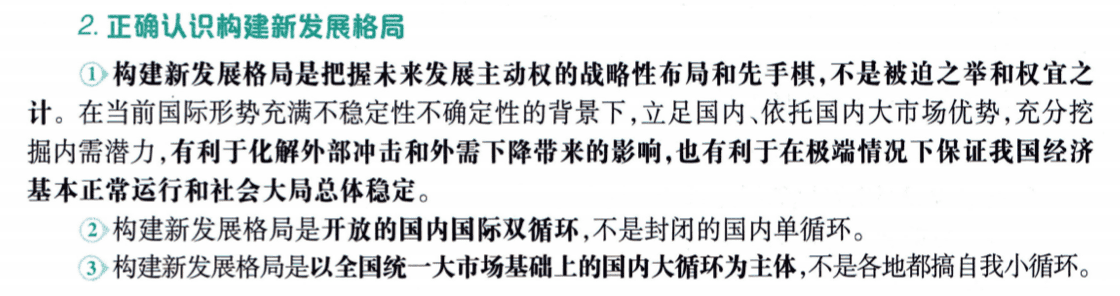 2. 正确认识构建新发展格局
①构建新发展格局是把握未来发展主动权的战略性布局和先手棋,不是被迫之举和权宜之
计。在当前国际形势充满不稳定性不确定性的背景下,立足国内、依托国内大市场优势,充分挖
掘内需潜力,有利于化解外部冲击和外需下降带来的影响,也有利于在极端情况下保证我国经济
基本正常运行和社会大局总体稳定。
②构建新发展格局是开放的国内国际双循环,不是封闭的国内单循环。
③构建新发展格局是以全国统一大市场基础上的国内大循环为主体,不是各地都搞自我小循环。